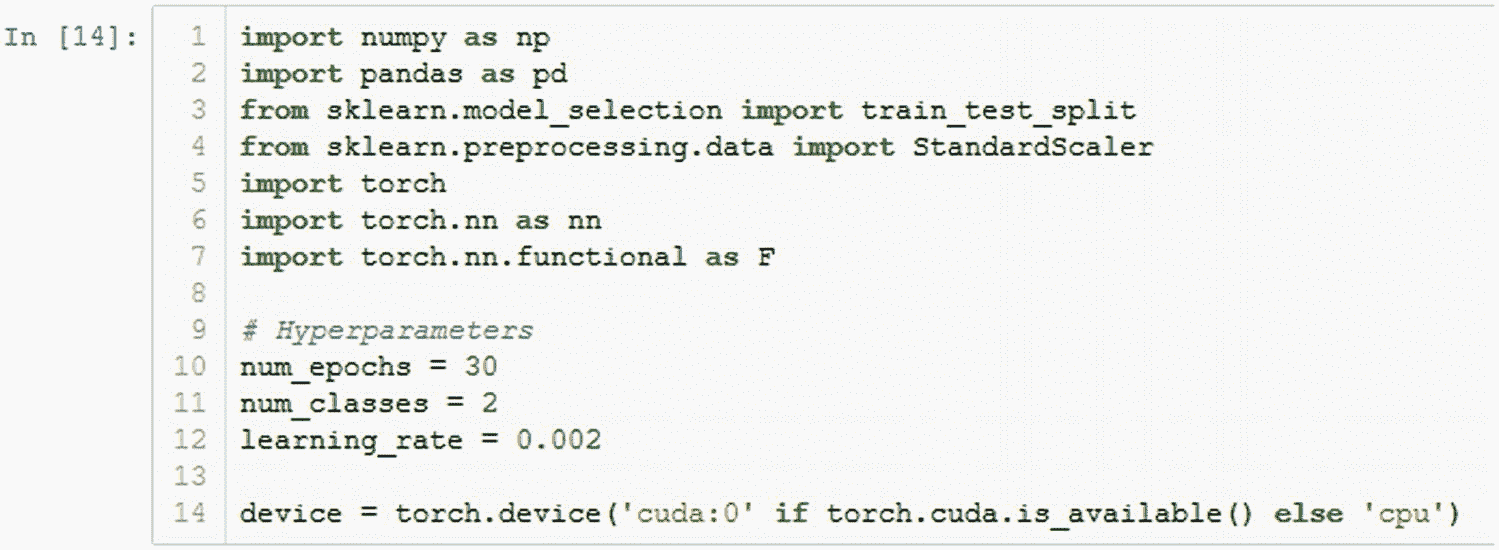 In [14]:
1 import numpy as np
2 import pandas as pd
3 from sklearn.model_selection import train_test_split
4 from sklearn.preprocessing.data import StandardScaler
5 import torch
6 import torch.nn as nn
7 import torch.nn.functional as F
8
9 # Hyperparameters
10 num_epochs = 30
11 num_classes = 2
12 learning_rate = 0.002
13
14 device = torch.device('cuda:0' if torch.cuda.is_available() else 'cpu')